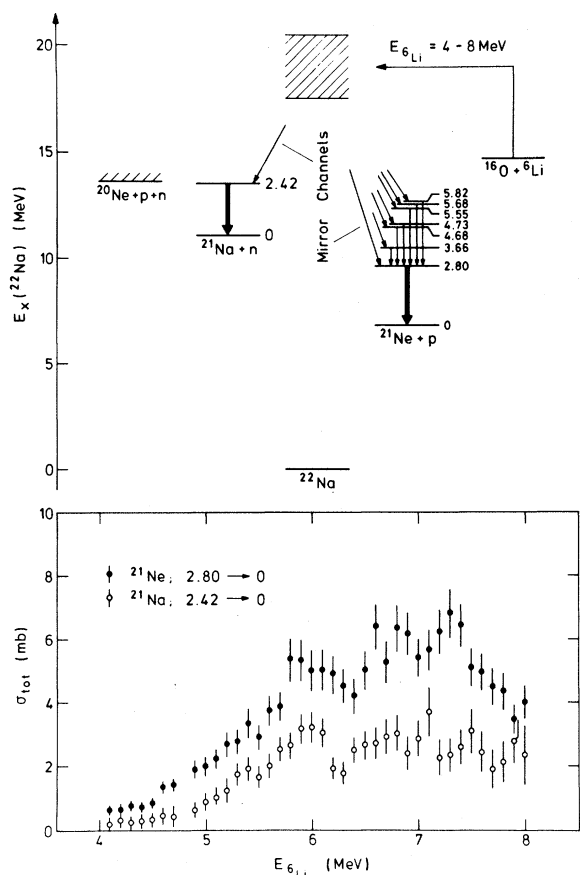 20
15
10
5
0
E_x (²²Na) (MeV)
E₆Li = 4 – 8 MeV
¹⁶O + ⁶Li
²⁰Ne+p+n
2.42
0
²¹Na + n
Mirror Channels
5.82
5.68
5.55
4.73
4.68
3.66
2.80
0
²¹Ne + p
²²Na
10
8
6
4
2
0
σtot (mb)
²¹Ne; 2.80 → 0
²¹Na; 2.42 → 0
4 5 6 7 8
E₆Li (MeV)